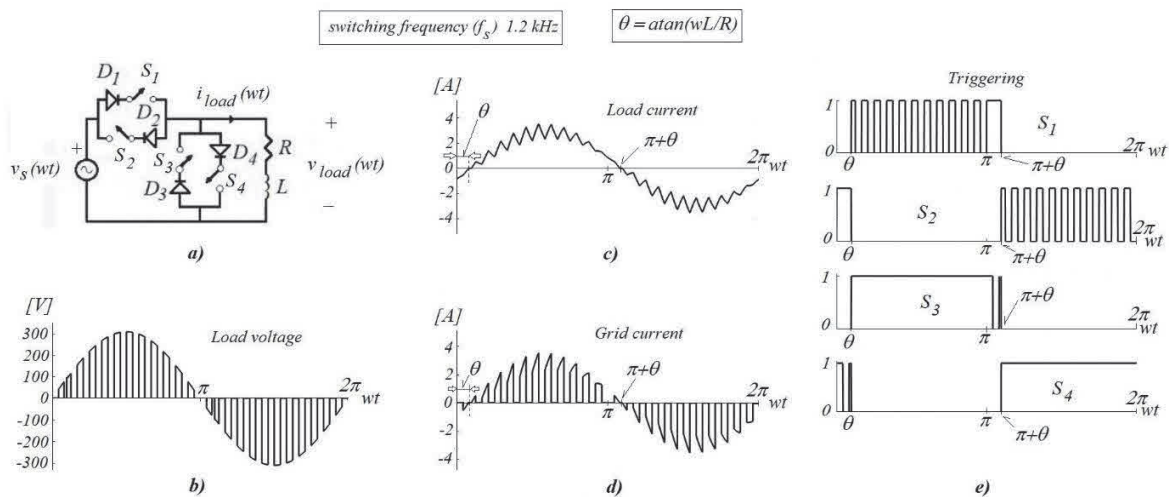 switching frequency (fs) 1.2 kHz
θ = atan(wL/R)
D1 S1
iload(wt)
D2
S2
S3
D4
R
+
vs(wt)
+
D3
S4
L
vload(wt)
−
a)
[A]
Load current
4
2
0
-2
-4
θ
π
π+θ
2π wt
c)
Triggering
1
0
θ
S1
π
π+θ
2π
wt
1
0
θ
S2
π
π+θ
2π
wt
1
0
θ
S3
π
π+θ
2π
wt
1
0
θ
S4
π
π+θ
2π
wt
e)
[V]
Load voltage
300
200
100
0
-100
-200
-300
π
2π
wt
b)
[A]
Grid current
4
2
0
-2
-4
θ
π
π+θ
2π
wt
d)